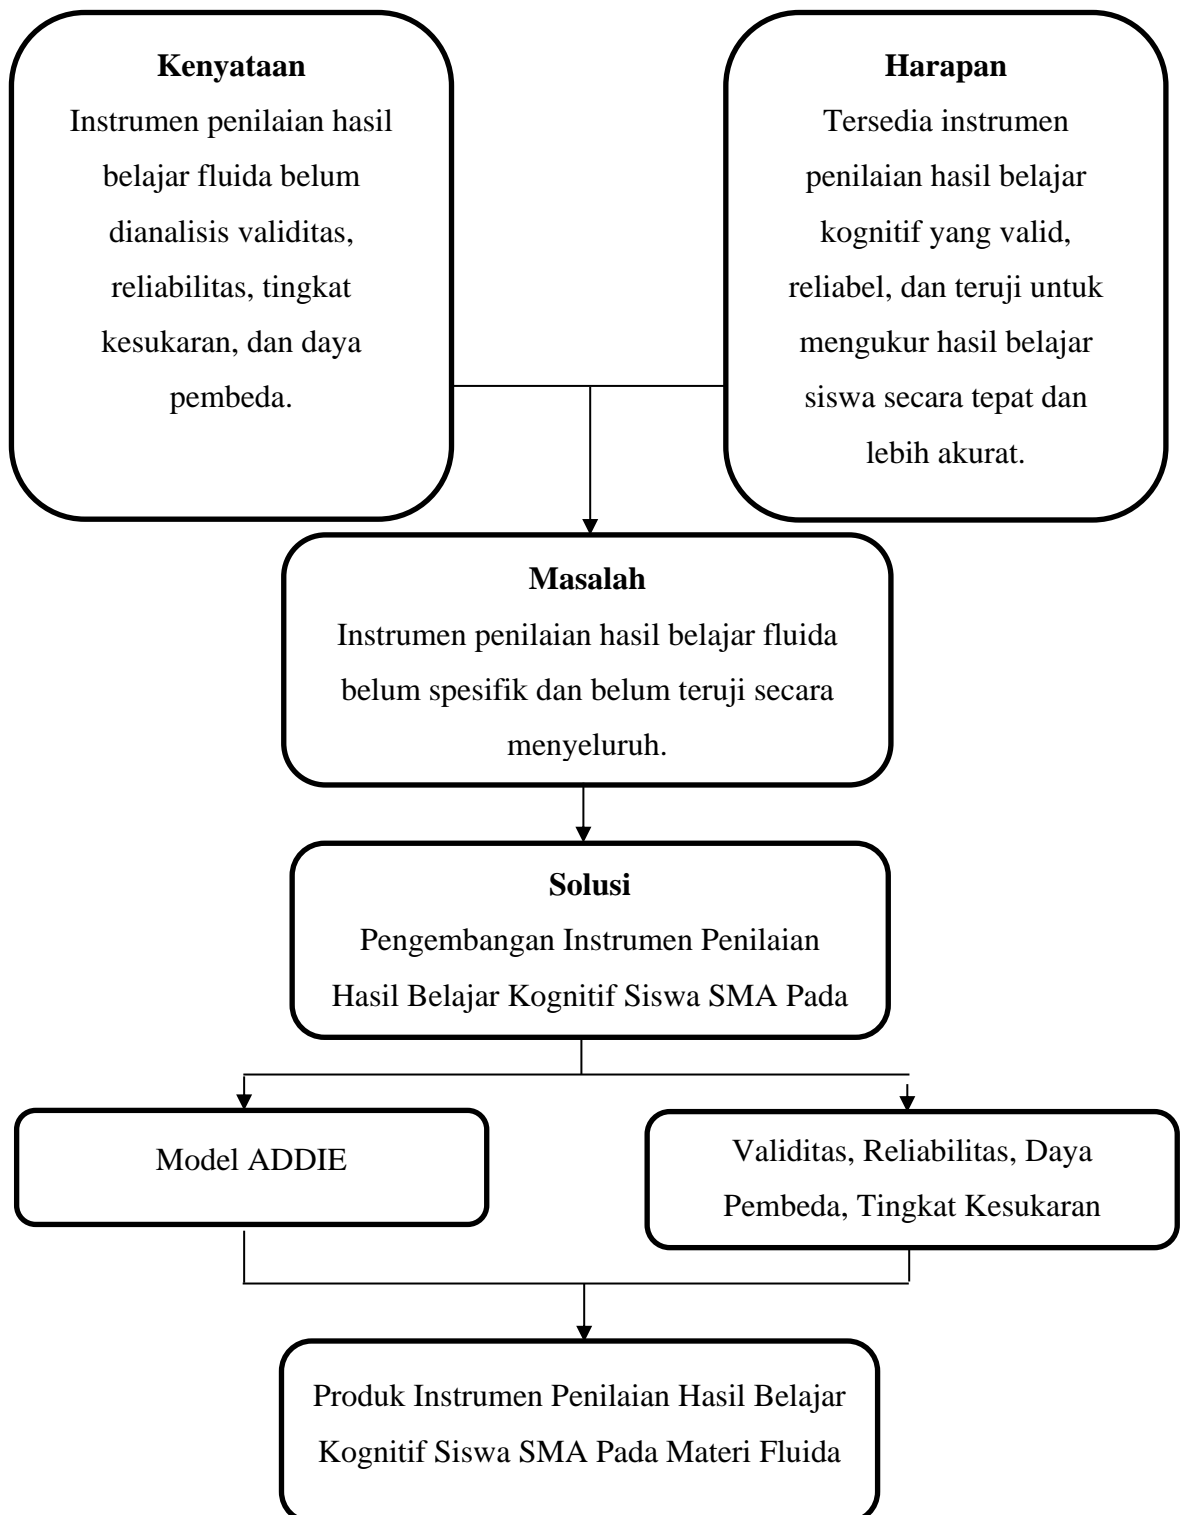 Kenyataan
Instrumen penilaian hasil
belajar fluida belum
dianalisis validitas,
reliabilitas, tingkat
kesukaran, dan daya
pembeda.
Harapan
Tersedia instrumen
penilaian hasil belajar
kognitif yang valid,
reliabel, dan teruji untuk
mengukur hasil belajar
siswa secara tepat dan
lebih akurat.
Masalah
Instrumen penilaian hasil belajar fluida
belum spesifik dan belum teruji secara
menyeluruh.
Solusi
Pengembangan Instrumen Penilaian
Hasil Belajar Kognitif Siswa SMA Pada
Model ADDIE
Validitas, Reliabilitas, Daya
Pembeda, Tingkat Kesukaran
Produk Instrumen Penilaian Hasil Belajar
Kognitif Siswa SMA Pada Materi Fluida